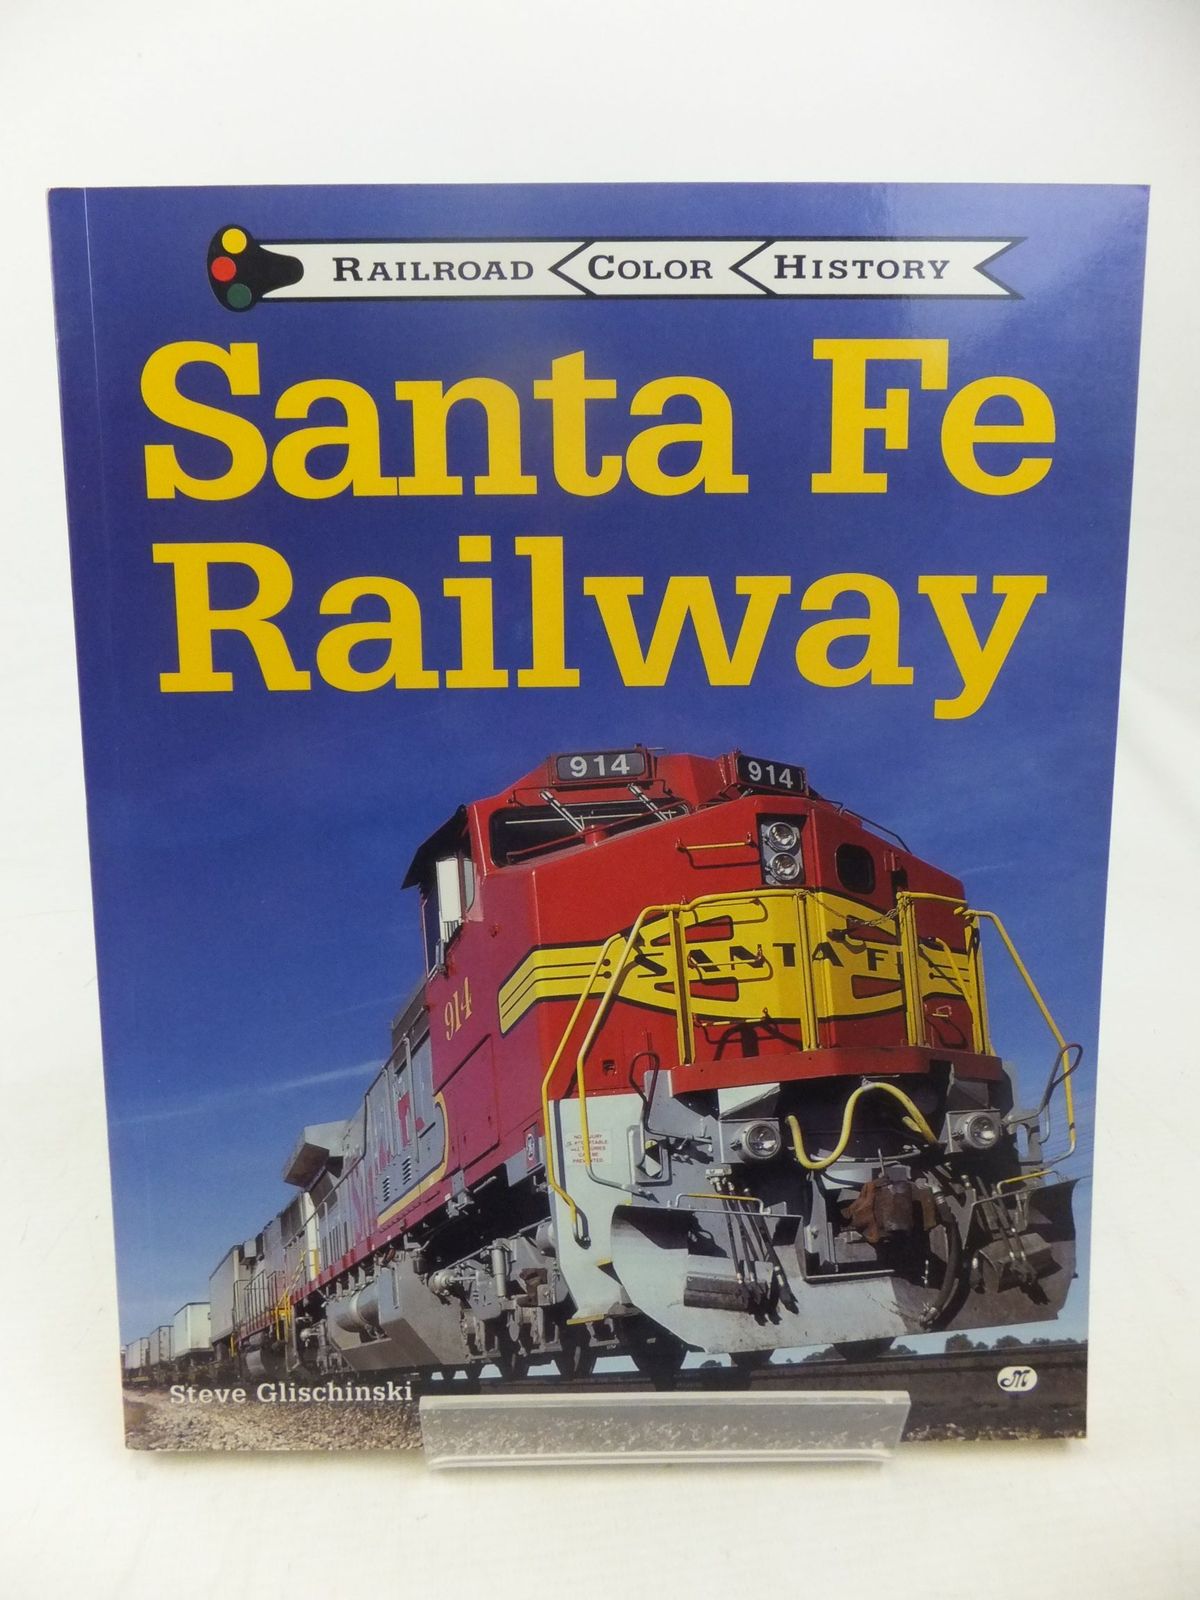 RAILROAD COLOR HISTORY
Santa Fe
Railway
914
914
SANTA FE
914
Steve Glischinski